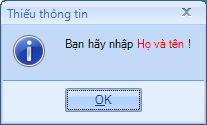 Thiếu thông tin
Bạn hãy nhập Họ và tên !
OK